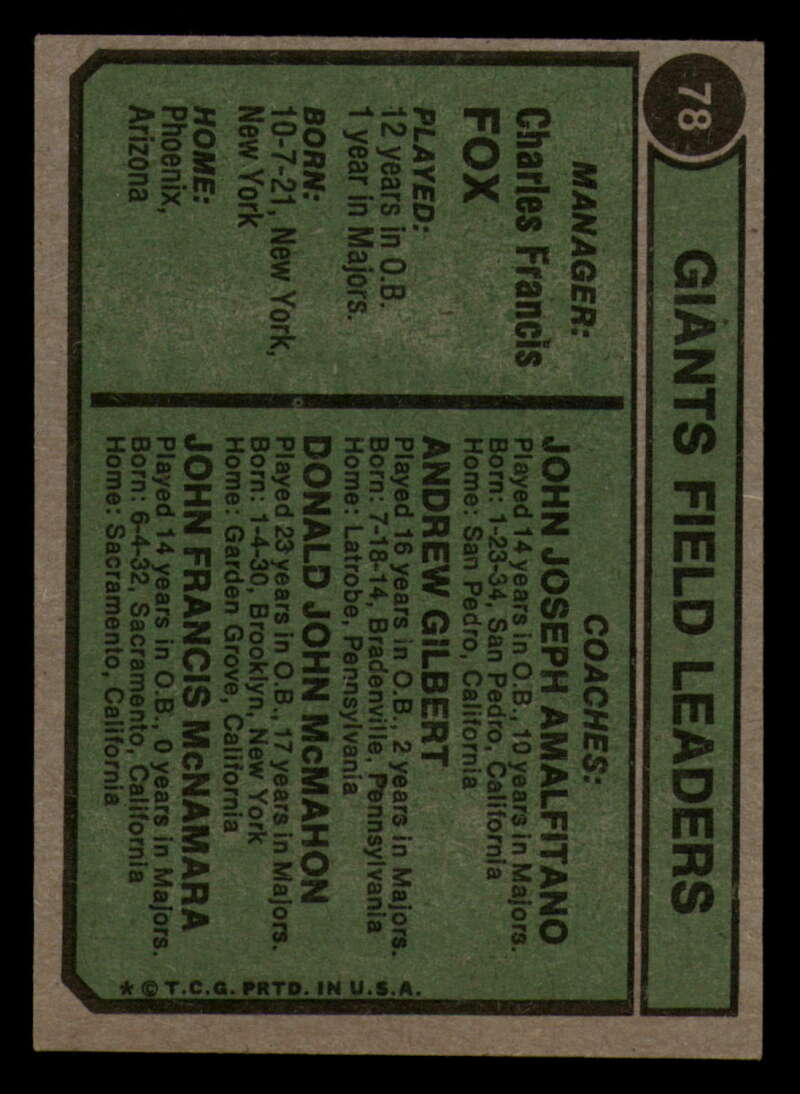 78
GIANTS FIELD LEADERS
MANAGER:
Charles Francis
FOX
PLAYED:
12 years in O.B.
1 year in Majors.
BORN:
10-7-21, New York,
New York
HOME:
Phoenix,
Arizona
COACHES:
JOHN JOSEPH AMALFITANO
Played 14 years in O.B., 10 years in Majors.
Born: 1-23-34, San Pedro, California
Home: San Pedro, California
ANDREW GILBERT
Played 16 years in O.B., 2 years in Majors.
Born: 7-18-14, Bradenville, Pennsylvania
Home: Latrobe, Pennsylvania
DONALD JOHN McMAHON
Played 23 years in O.B., 17 years in Majors.
Born: 1-4-30, Brooklyn, New York
Home: Garden Grove, California
JOHN FRANCIS McNAMARA
Played 14 years in O.B., 0 years in Majors.
Born: 6-4-32, Sacramento, California
Home: Sacramento, California
* © T.C.G. PRTD. IN U.S.A.